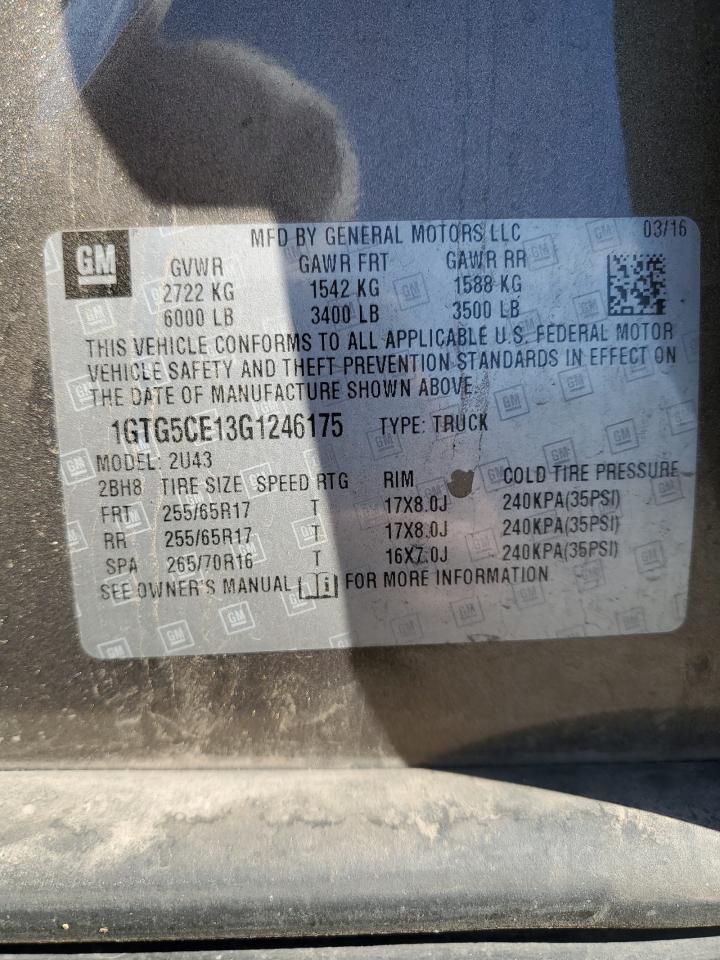 GM MFD BY GENERAL MOTORS LLC 03/16
GVWR GAWR FRT GAWR RR
2722 KG 1542 KG 1588 KG
6000 LB 3400 LB 3500 LB
THIS VEHICLE CONFORMS TO ALL APPLICABLE U.S. FEDERAL MOTOR
VEHICLE SAFETY AND THEFT PREVENTION STANDARDS IN EFFECT ON
THE DATE OF MANUFACTURE SHOWN ABOVE.
1GTG5CE13G1246175 TYPE: TRUCK
MODEL: 2U43
2BH8 TIRE SIZE SPEED RTG RIM COLD TIRE PRESSURE
FRT 255/65R17 T 17X8.0J 240KPA(35PSI)
RR 255/65R17 T 17X8.0J 240KPA(35PSI)
SPA 265/70R16 T 16X7.0J 240KPA(35PSI)
SEE OWNER'S MANUAL FOR MORE INFORMATION